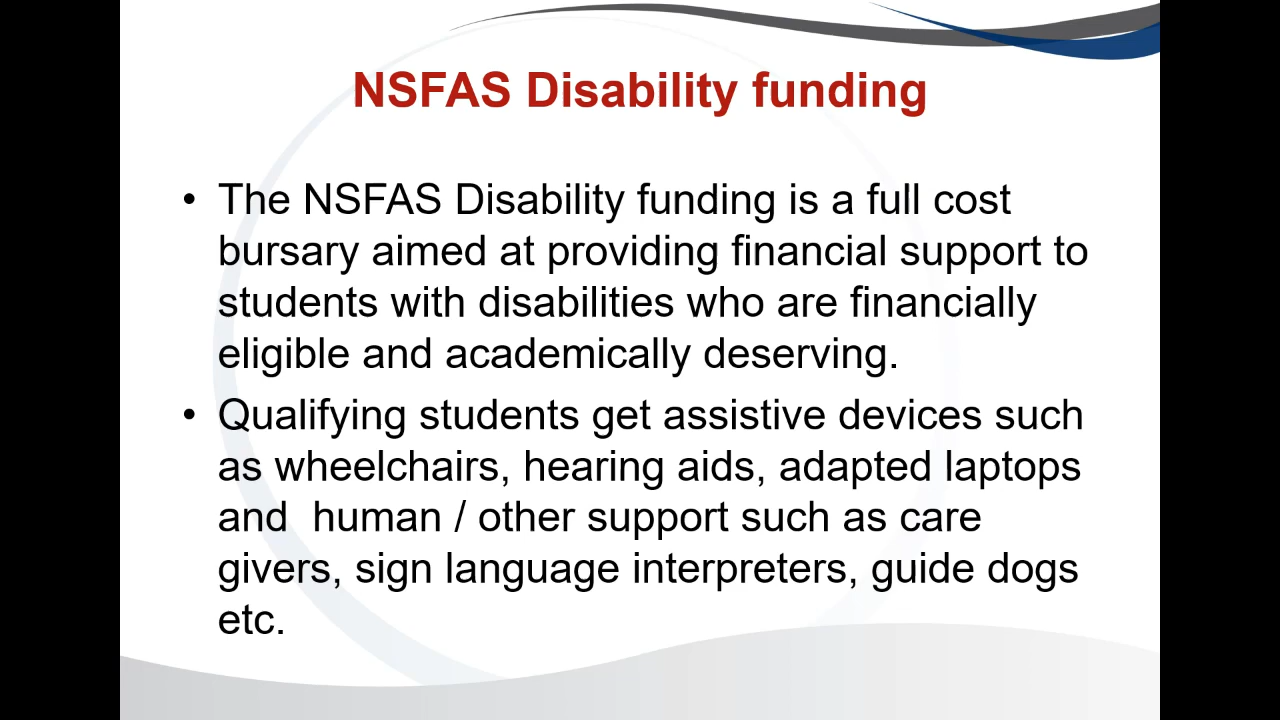 NSFAS Disability funding
• The NSFAS Disability funding is a full cost
bursary aimed at providing financial support to
students with disabilities who are financially
eligible and academically deserving.
• Qualifying students get assistive devices such
as wheelchairs, hearing aids, adapted laptops
and  human / other support such as care
givers, sign language interpreters, guide dogs
etc.